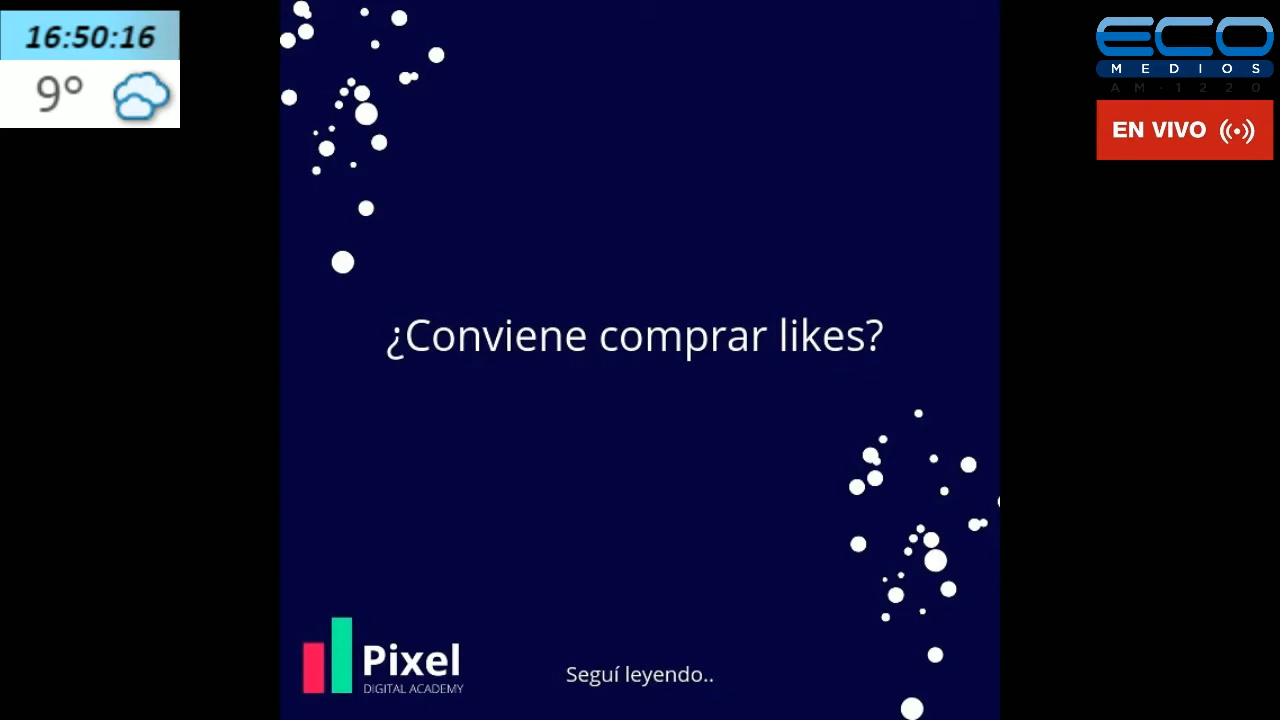 16:50:16
9°
ECO
MEDIOS
AM·1220
EN VIVO
¿Conviene comprar likes?
Pixel
DIGITAL ACADEMY
Seguí leyendo..